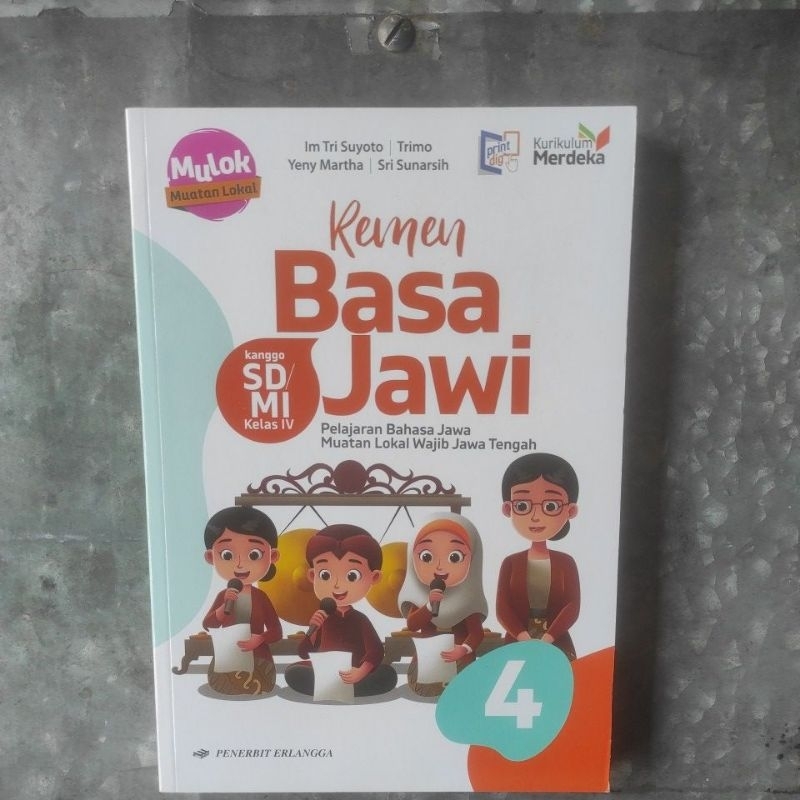 Mulok
Muatan Lokal
Im Tri Suyoto | Trimo
Yeny Martha | Sri Sunarsih
print
dig
Kurikulum
Merdeka
Remen
Basa
Jawi
kanggo
SD/
MI
Kelas IV
Pelajaran Bahasa Jawa
Muatan Lokal Wajib Jawa Tengah
4
PENERBIT ERLANGGA